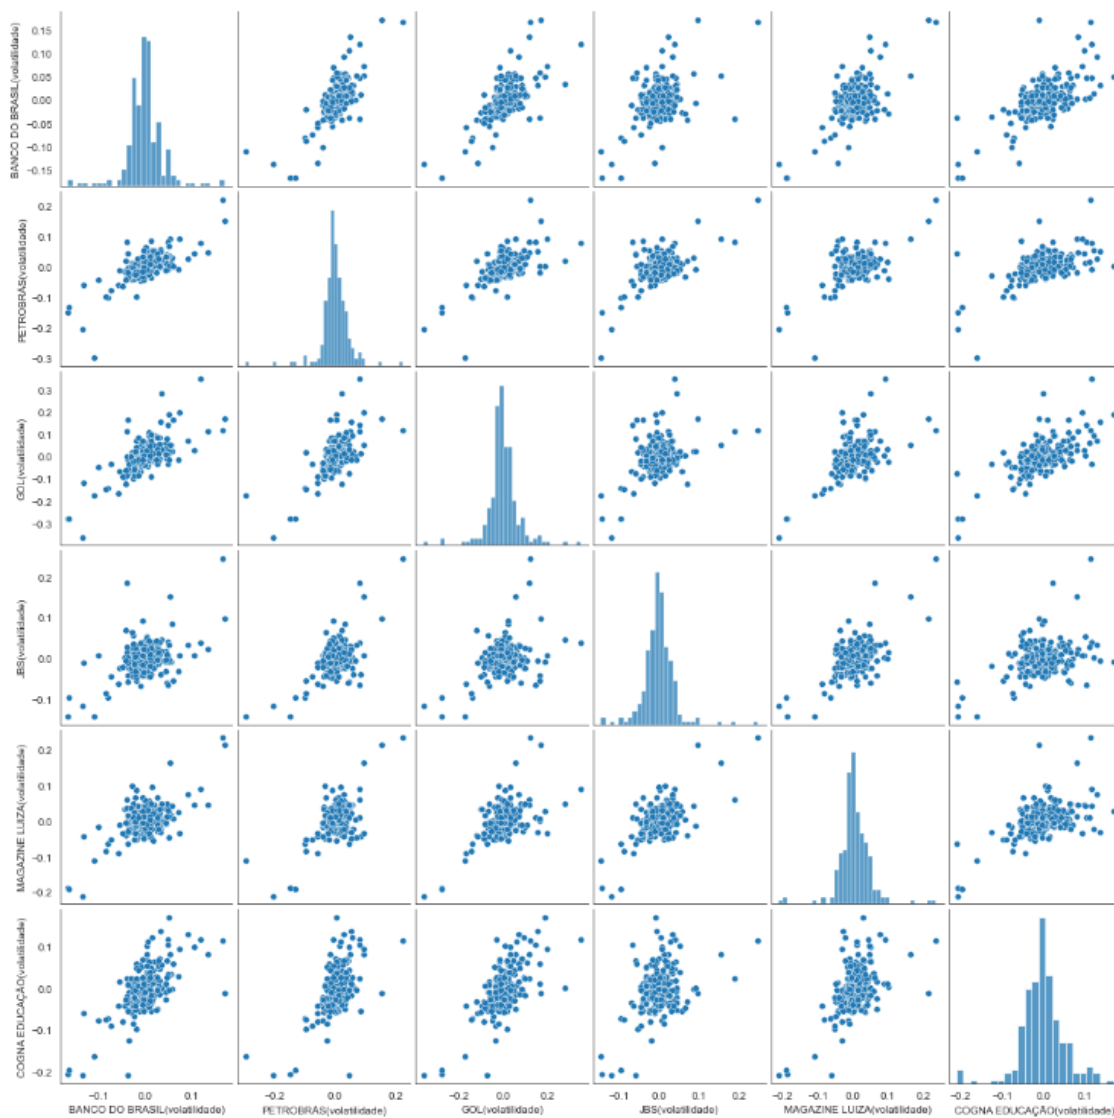 BANCO DO BRASIL(volatilidade)
0.15
0.10
0.05
0.00
−0.05
−0.10
−0.15
PETROBRÁS(volatilidade)
0.2
0.1
0.0
−0.1
−0.2
−0.3
GOL(volatilidade)
0.3
0.2
0.1
0.0
−0.1
−0.2
−0.3
JBS(volatilidade)
0.2
0.1
0.0
−0.1
MAGAZINE LUIZA(volatilidade)
0.2
0.1
0.0
−0.1
−0.2
COGNA EDUCAÇÃO(volatilidade)
0.1
0.0
−0.1
−0.2
−0.1 0.0 0.1
BANCO DO BRASIL(volatilidade)
−0.2 0.0 0.2
PETROBRÁS(volatilidade)
−0.2 0.0 0.2
GOL(volatilidade)
−0.1 0.0 0.1 0.2
JBS(volatilidade)
−0.2 −0.1 0.0 0.1 0.2
MAGAZINE LUIZA(volatilidade)
−0.2 −0.1 0.0 0.1
COGNA EDUCAÇÃO(volatilidade)